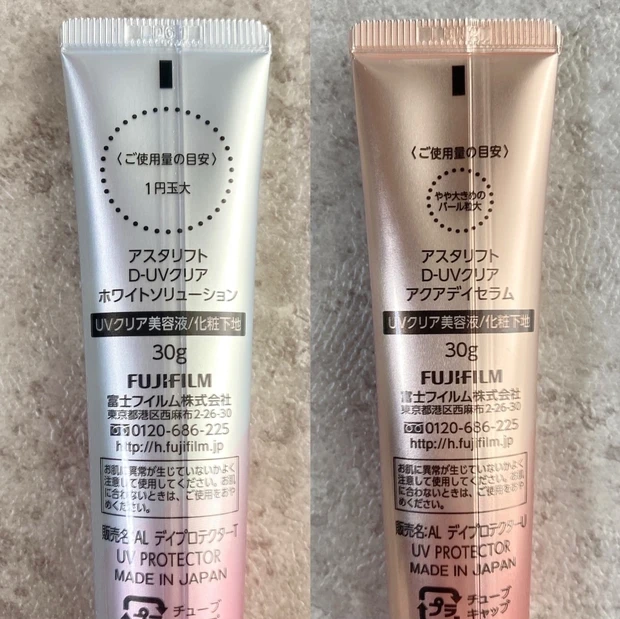 〈ご使用量の目安〉
1円玉大
アスタリフト
D-UVクリア
ホワイトソリューション
UVクリア美容液/化粧下地
30g
FUJIFILM
富士フイルム株式会社
東京都港区西麻布2-26-30
0120-686-225
http://h.fujifilm.jp
お肌に異常が生じていないかよく
注意して使用してください。お肌
に合わないときは、ご使用をおや
めください。
販売名:AL デイプロテクターT
UV PROTECTOR
MADE IN JAPAN
プラ
チューブ
キャップ
〈ご使用量の目安〉
やや大きめの
パール粒大
アスタリフト
D-UVクリア
アクアデイセラム
UVクリア美容液/化粧下地
30g
FUJIFILM
富士フイルム株式会社
東京都港区西麻布2-26-30
0120-686-225
http://h.fujifilm.jp
お肌に異常が生じていないかよく
注意して使用してください。お肌
に合わないときは、ご使用をおや
めください。
販売名:AL デイプロテクターU
UV PROTECTOR
MADE IN JAPAN
プラ
チューブ
キャップ